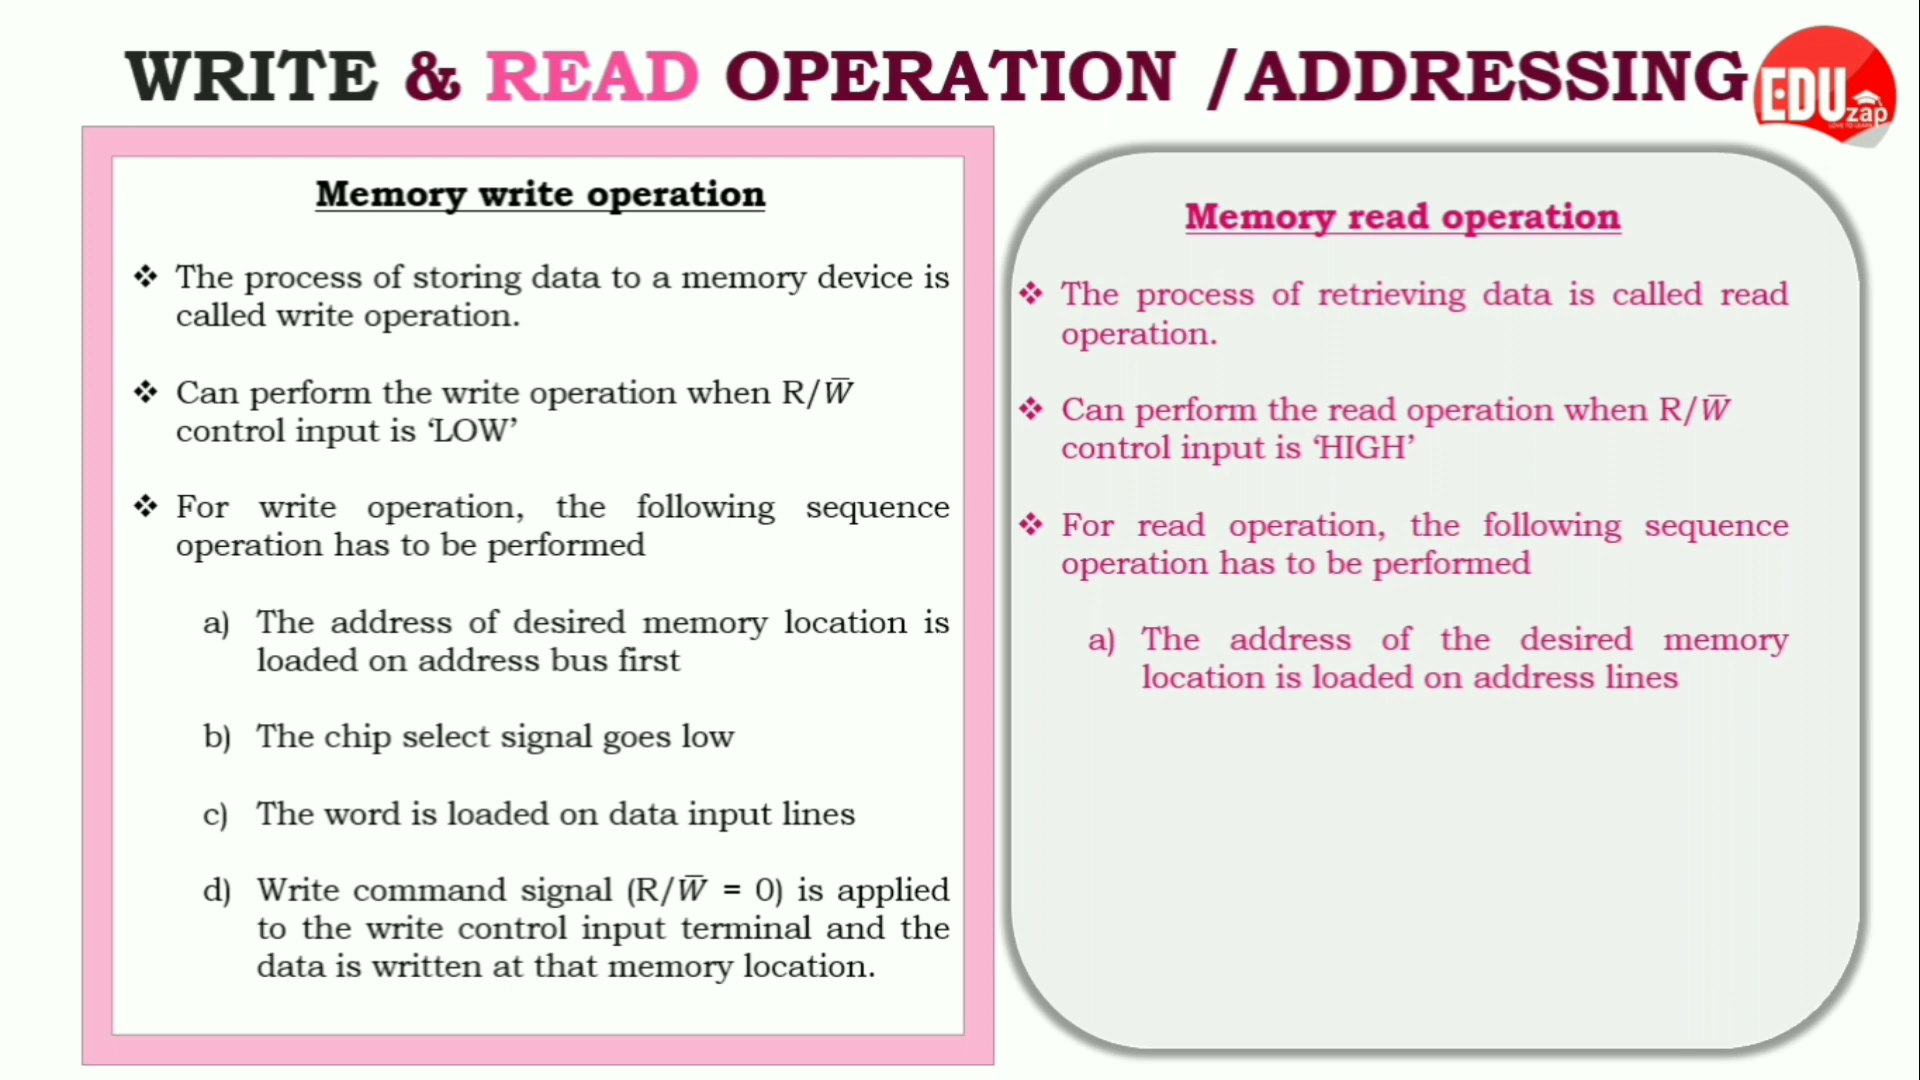 WRITE & READ OPERATION /ADDRESSING
EDU
zap
Memory write operation
❖ The process of storing data to a memory device is
called write operation.
❖ Can perform the write operation when R/W̅
control input is ‘LOW’
❖ For write operation, the following sequence
operation has to be performed
a) The address of desired memory location is
loaded on address bus first
b) The chip select signal goes low
c) The word is loaded on data input lines
d) Write command signal (R/W̅ = 0) is applied
to the write control input terminal and the
data is written at that memory location.
Memory read operation
❖ The process of retrieving data is called read
operation.
❖ Can perform the read operation when R/W̅
control input is ‘HIGH’
❖ For read operation, the following sequence
operation has to be performed
a) The address of the desired memory
location is loaded on address lines